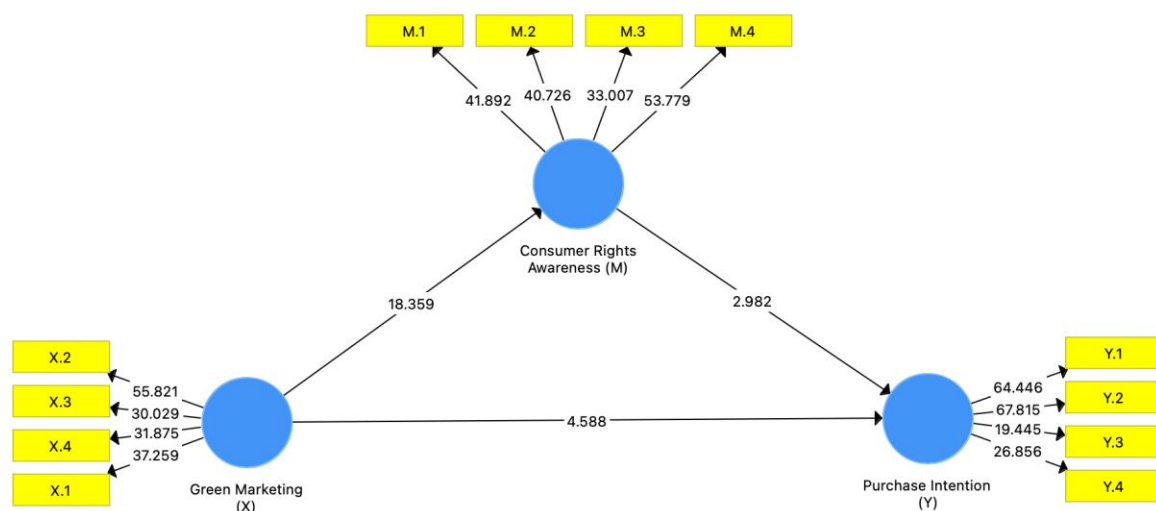 M.1
M.2
M.3
M.4
41.892
40.726
33.007
53.779
Consumer Rights
Awareness (M)
18.359
2.982
X.2
X.3
X.4
X.1
55.821
30.029
31.875
37.259
Green Marketing
(X)
4.588
64.446
67.815
19.445
26.856
Y.1
Y.2
Y.3
Y.4
Purchase Intention
(Y)